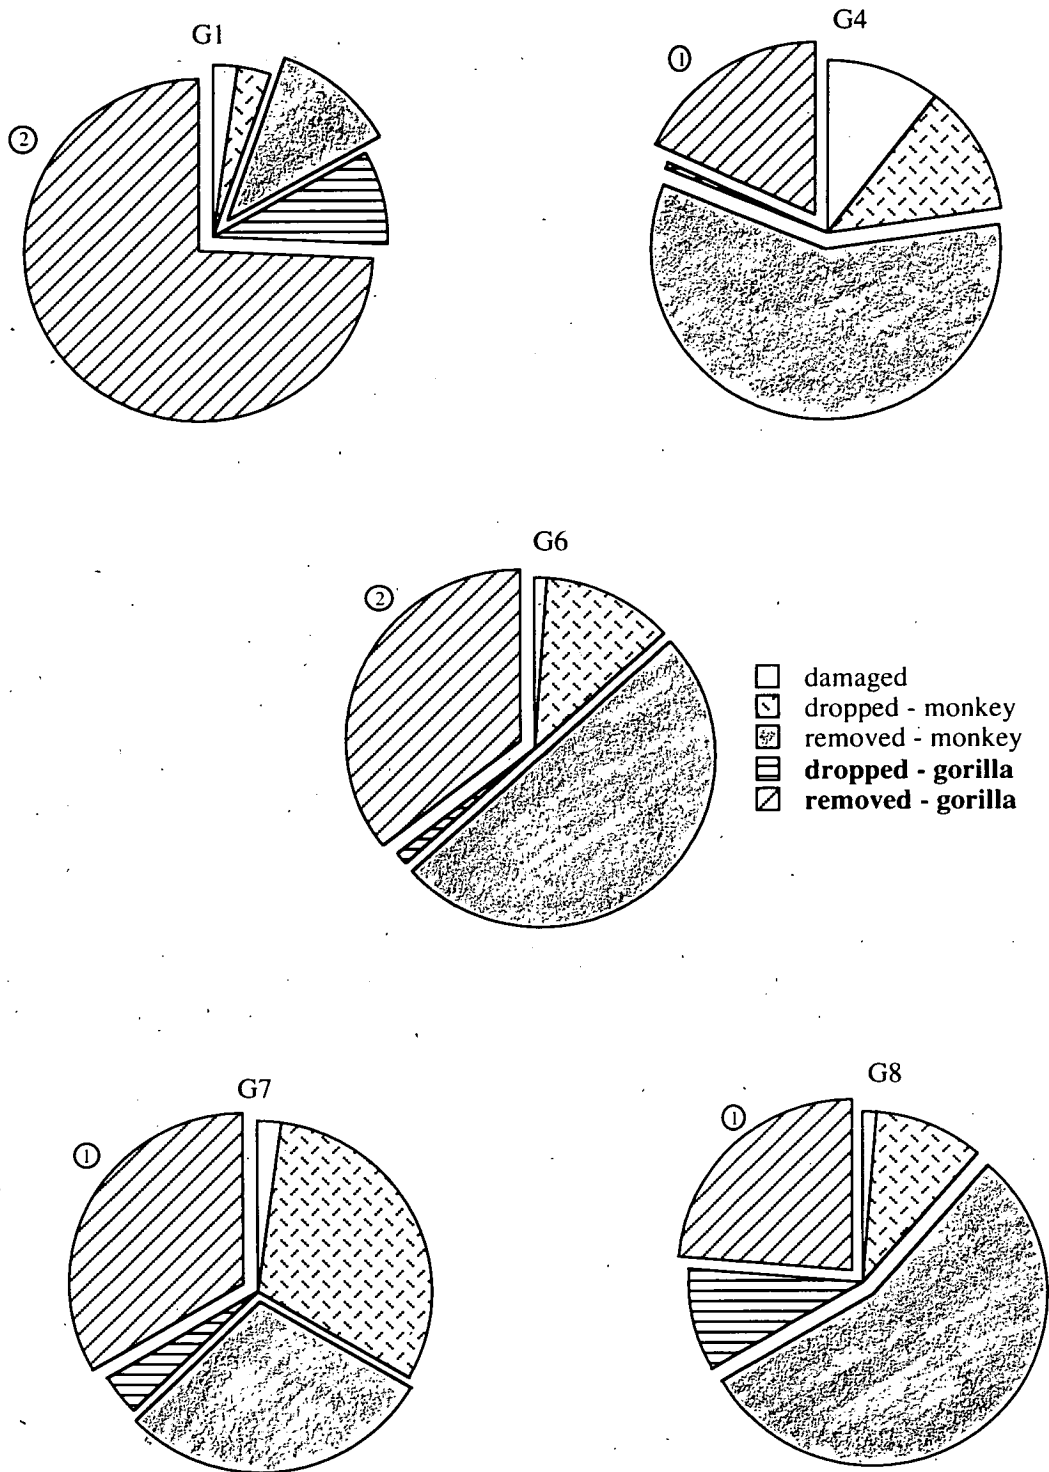 G1
G4
①
②
G6
②
damaged
dropped - monkey
removed - monkey
dropped - gorilla
removed - gorilla
G7
G8
①
①